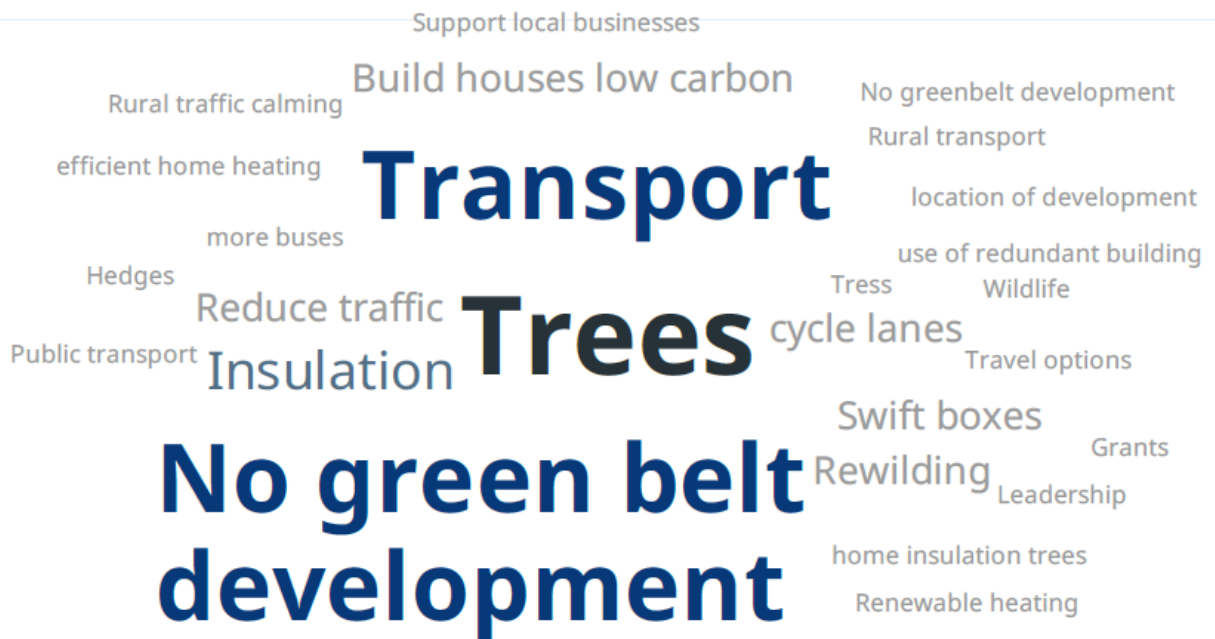 Support local businesses
Build houses low carbon
No greenbelt development
Rural traffic calming
Rural transport
efficient home heating
Transport
location of development
more buses
use of redundant building
Hedges
Tress
Wildlife
Reduce traffic
Trees
cycle lanes
Public transport
Insulation
Travel options
Swift boxes
Grants
No green belt
development
Rewilding
Leadership
home insulation trees
Renewable heating